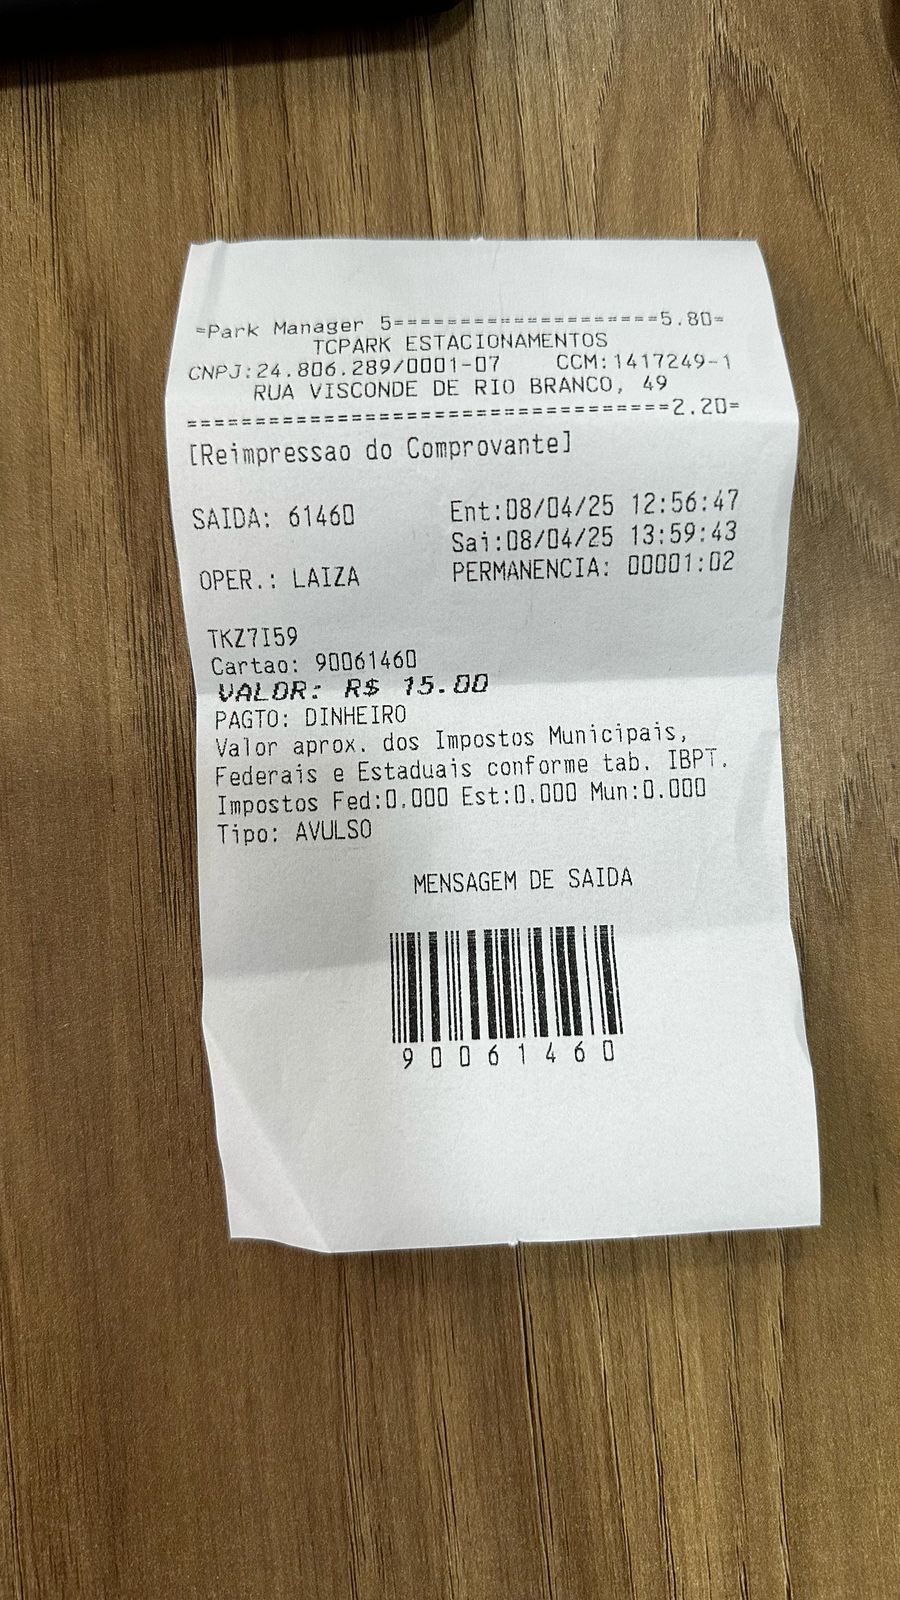 =Park Manager 5====================5.80=
TCPARK ESTACIONAMENTOS
CNPJ:24.806.289/0001-07 CCM:1417249-1
RUA VISCONDE DE RIO BRANCO, 49
===================================2.20=
[Reimpressao do Comprovante]
SAIDA: 61460 Ent:08/04/25 12:56:47
Sai:08/04/25 13:59:43
OPER.: LAIZA PERMANENCIA: 00001:02
TKZ7I59
Cartao: 90061460
VALOR: R$ 15.00
PAGTO: DINHEIRO
Valor aprox. dos Impostos Municipais,
Federais e Estaduais conforme tab. IBPT.
Impostos Fed:0.000 Est:0.000 Mun:0.000
Tipo: AVULSO
MENSAGEM DE SAIDA
90061460